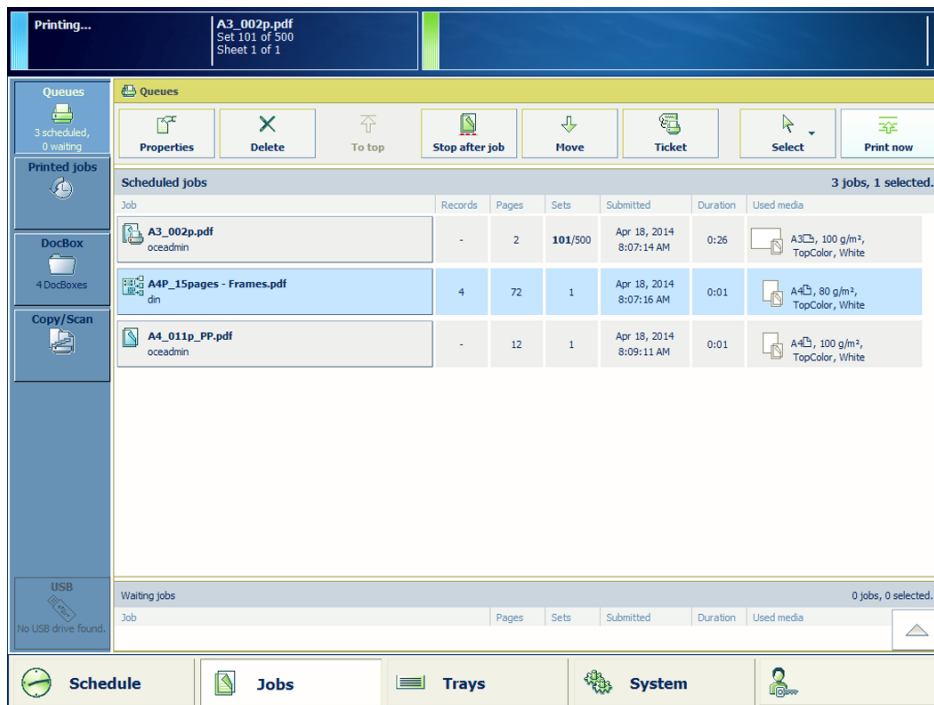 Printing...
A3_002p.pdf
Set 101 of 500
Sheet 1 of 1
Queues
3 scheduled,
0 waiting
Printed jobs
DocBox
4 DocBoxes
Copy/Scan
USB
No USB drive found.
Queues
Properties
Delete
To top
Stop after job
Move
Ticket
Select
Print now
Scheduled jobs 3 jobs, 1 selected.
Job Records Pages Sets Submitted Duration Used media
A3_002p.pdf
oceadmin
- 2 101/500
Apr 18, 2014
8:07:14 AM
0:26
A3, 100 g/m²,
TopColor, White
A4P_15pages - Frames.pdf
din
4 72 1
Apr 18, 2014
8:07:16 AM
0:01
A4, 80 g/m²,
TopColor, White
A4_011p_PP.pdf
oceadmin
- 12 1
Apr 18, 2014
8:09:11 AM
0:01
A4, 100 g/m²,
TopColor, White
Waiting jobs 0 jobs, 0 selected.
Job Pages Sets Submitted Duration Used media
Schedule
Jobs
Trays
System